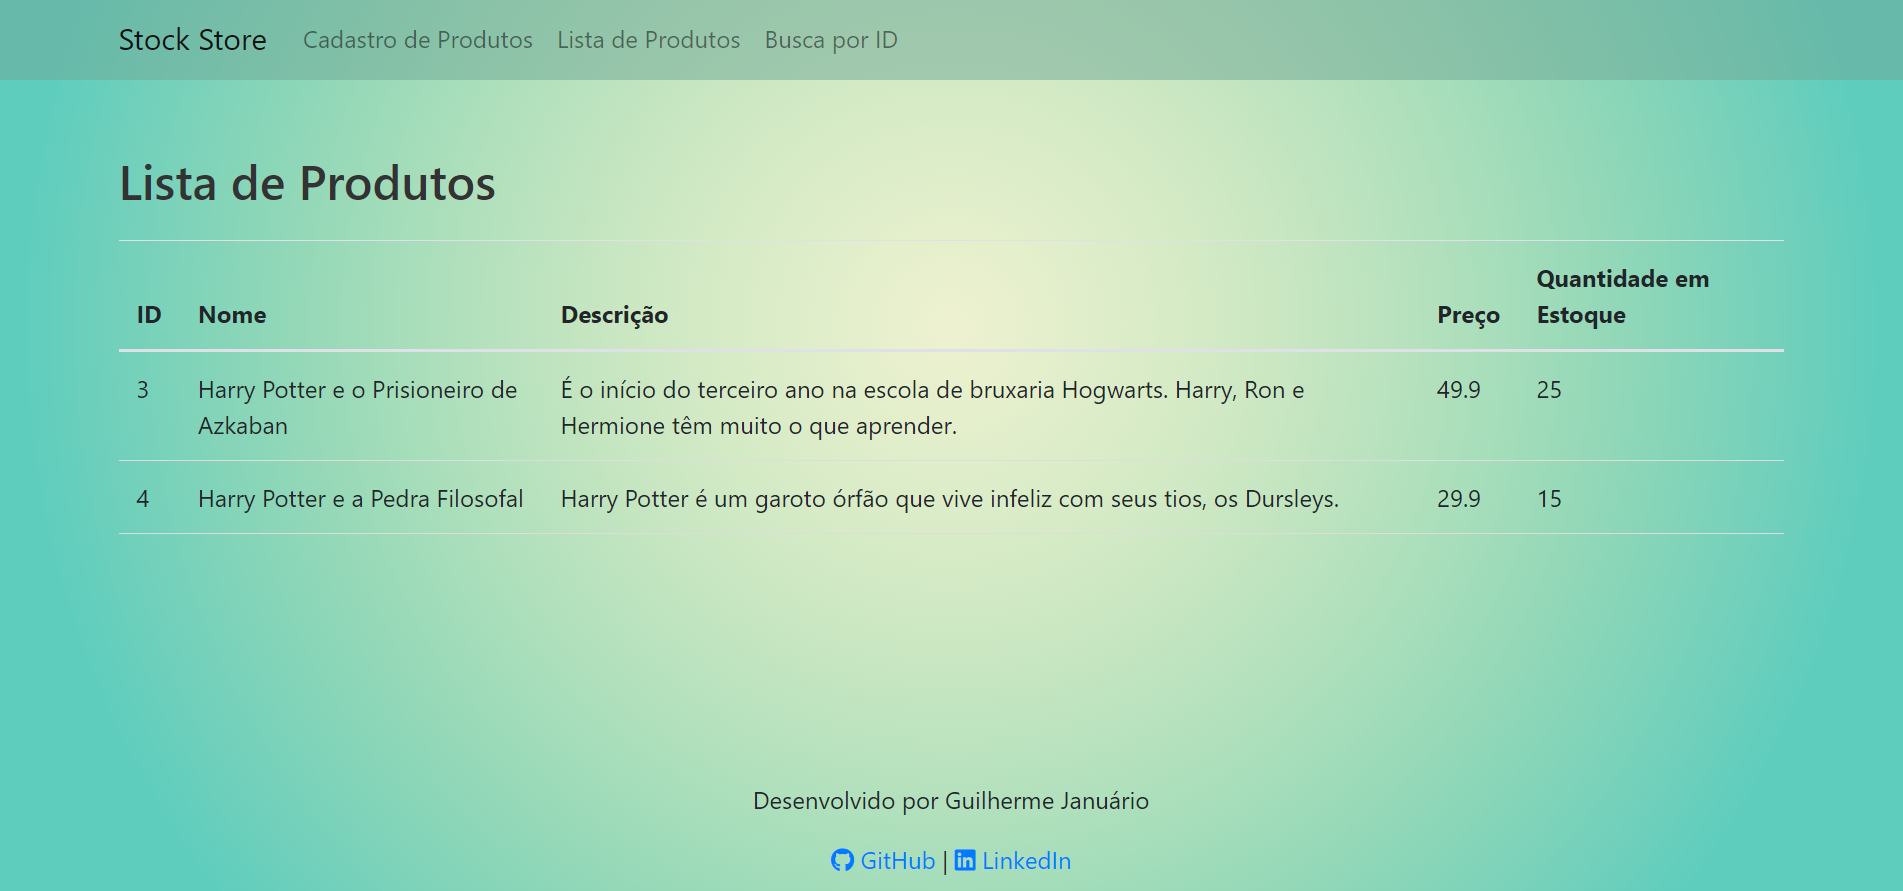 Stock Store Cadastro de Produtos Lista de Produtos Busca por ID
Lista de Produtos
ID Nome Descrição Preço Quantidade em
Estoque
3 Harry Potter e o Prisioneiro de É o início do terceiro ano na escola de bruxaria Hogwarts. Harry, Ron e 49.9 25
Azkaban Hermione têm muito o que aprender.
4 Harry Potter e a Pedra Filosofal Harry Potter é um garoto órfão que vive infeliz com seus tios, os Dursleys. 29.9 15
Desenvolvido por Guilherme Januário
GitHub | LinkedIn